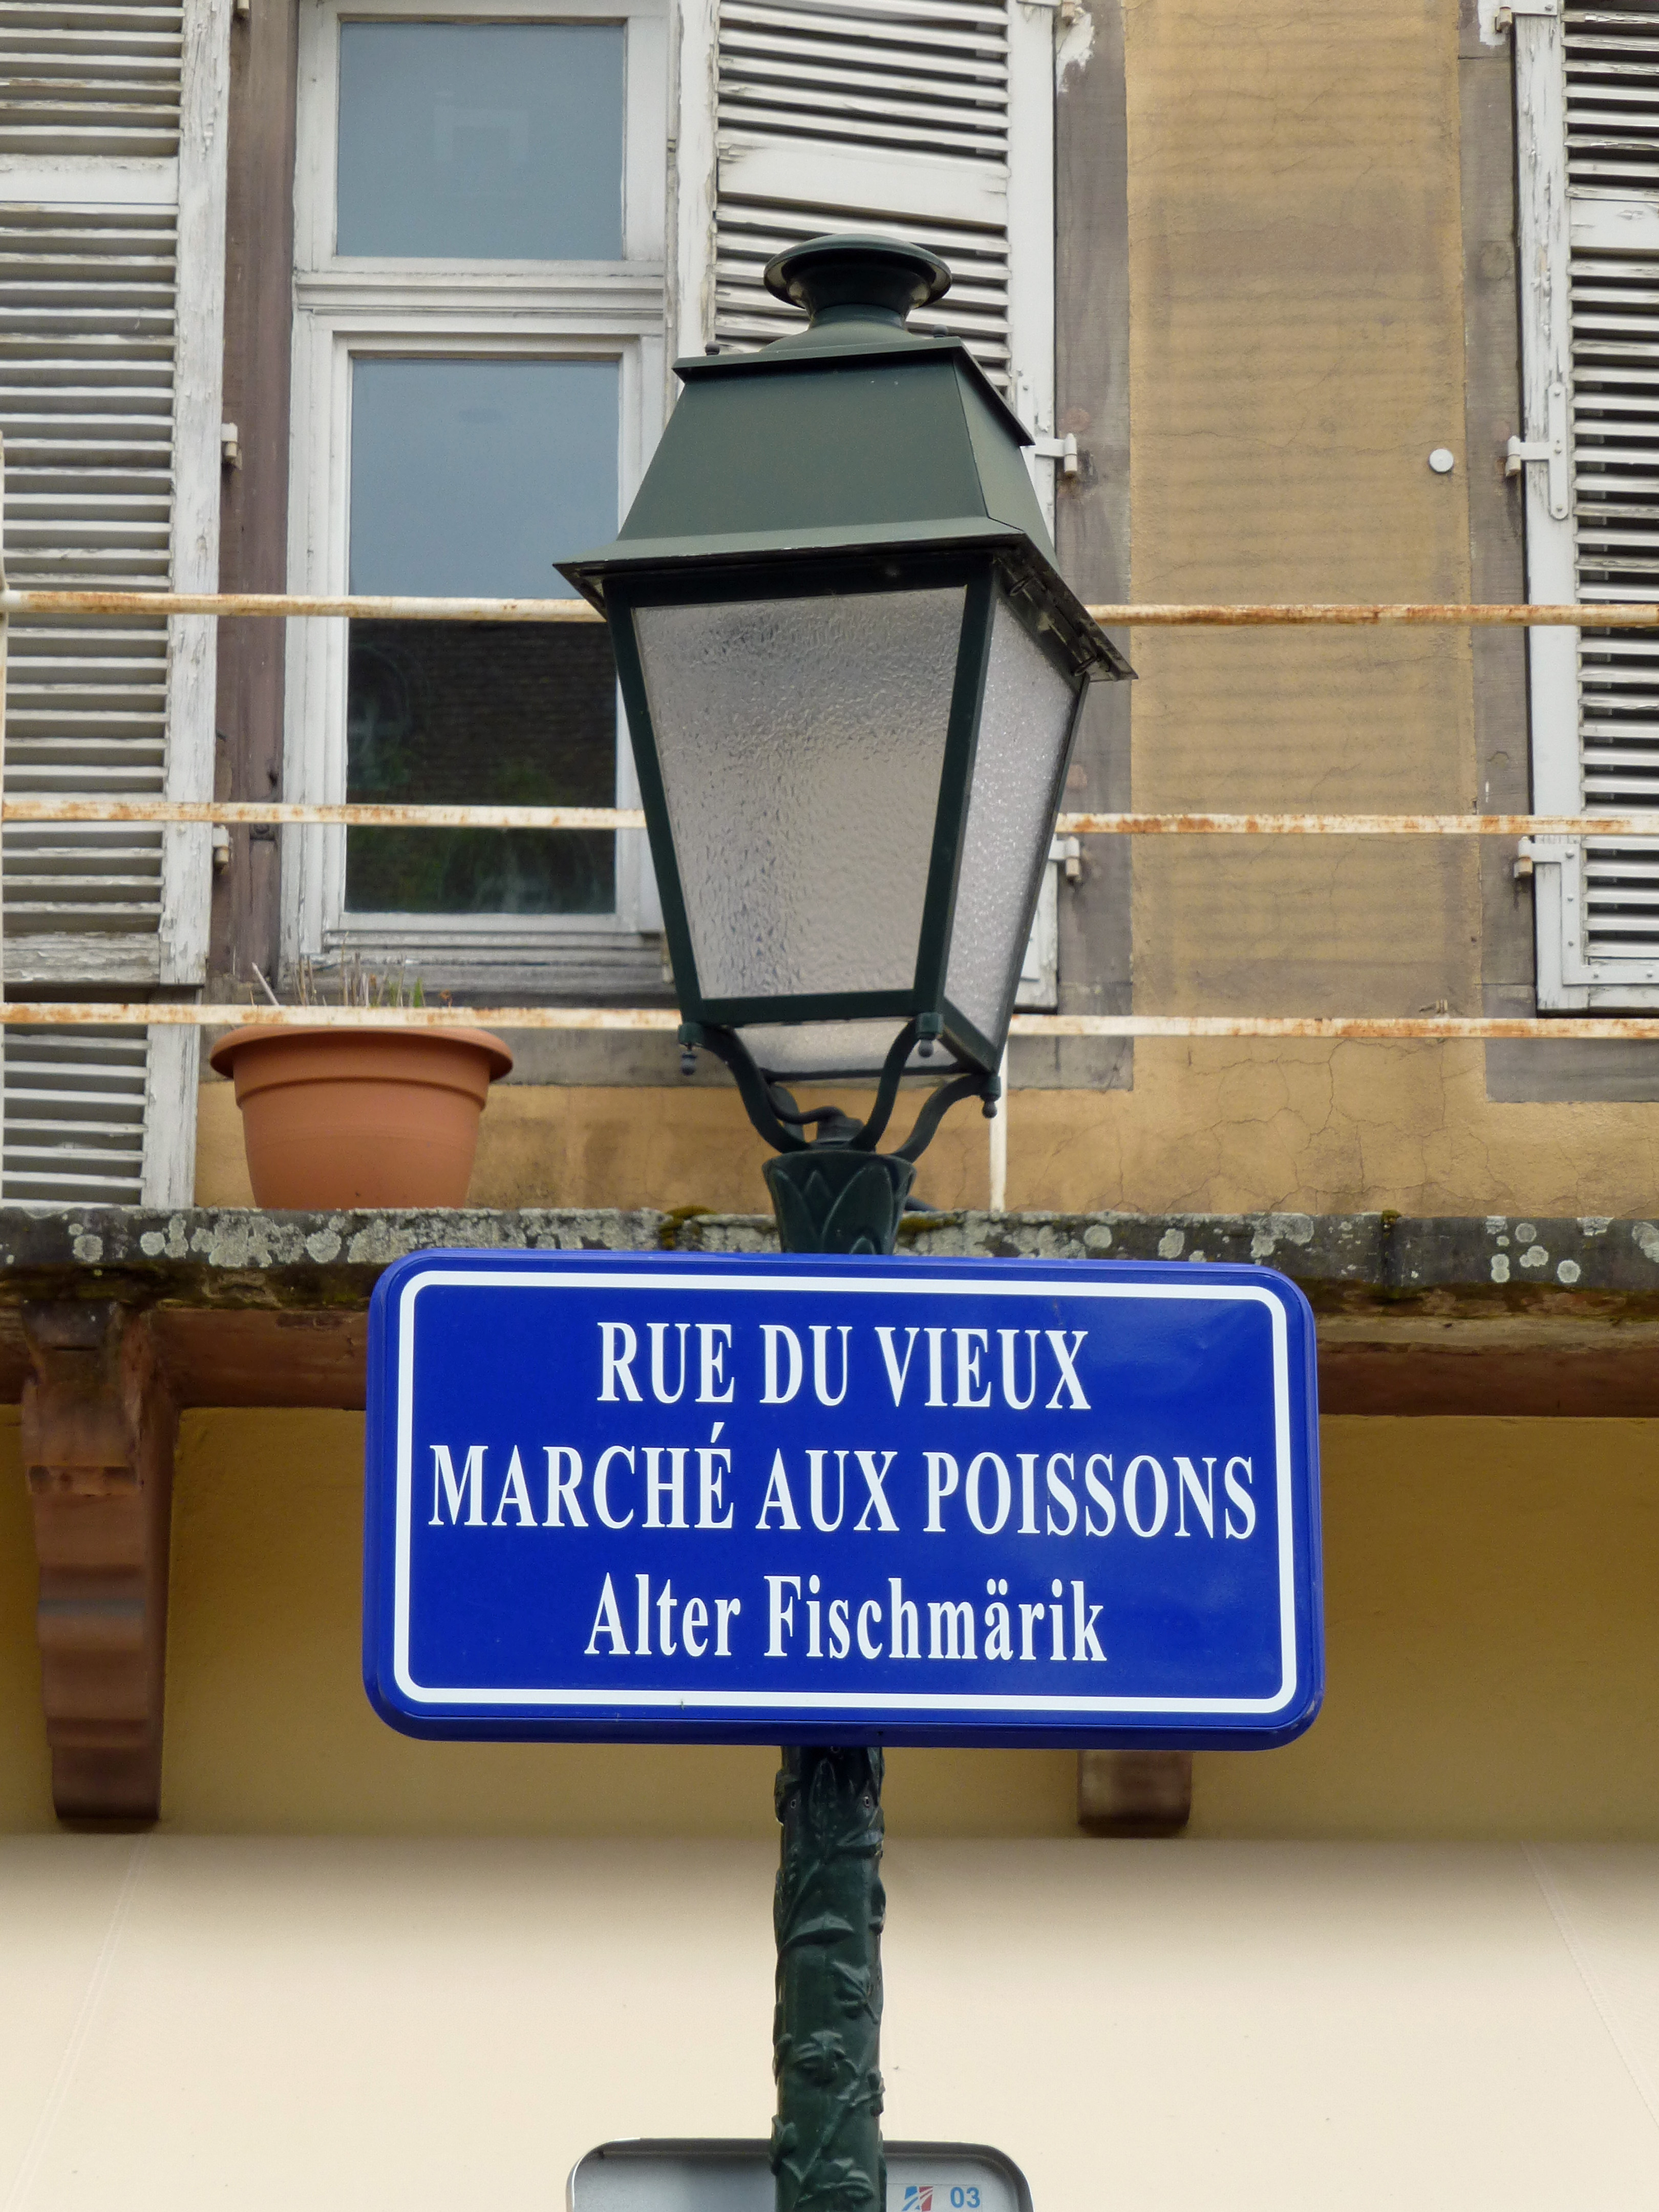 RUE DU VIEUX
MARCHÉ AUX POISSONS
Alter Fischmärik
03